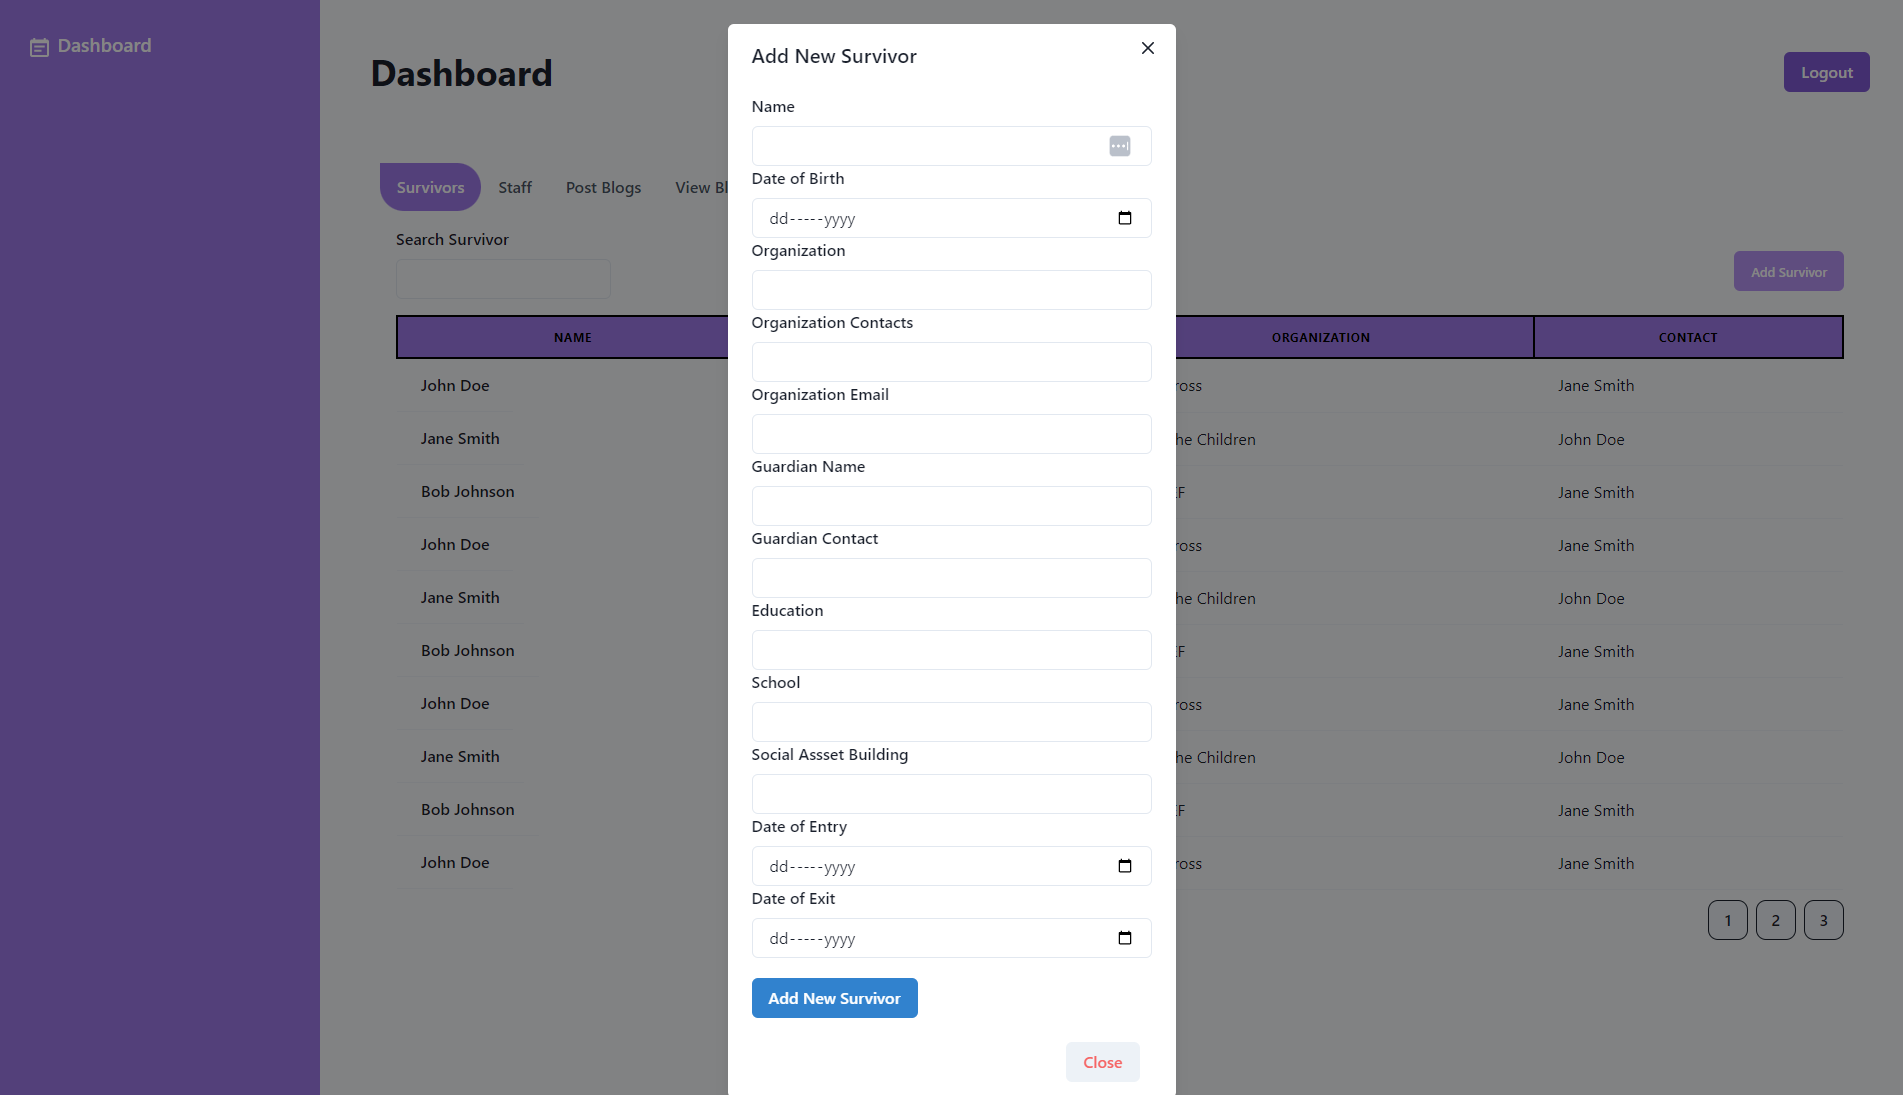 Dashboard
Dashboard
Logout
Survivors Staff Post Blogs View Bl
Search Survivor
Add Survivor
NAME ORGANIZATION CONTACT
John Doe ross Jane Smith
Jane Smith he Children John Doe
Bob Johnson EF Jane Smith
John Doe ross Jane Smith
Jane Smith he Children John Doe
Bob Johnson EF Jane Smith
John Doe ross Jane Smith
Jane Smith he Children John Doe
Bob Johnson EF Jane Smith
John Doe ross Jane Smith
1 2 3
Add New Survivor
Name
Date of Birth
dd-----yyyy
Organization
Organization Contacts
Organization Email
Guardian Name
Guardian Contact
Education
School
Social Assset Building
Date of Entry
dd-----yyyy
Date of Exit
dd-----yyyy
Add New Survivor
Close